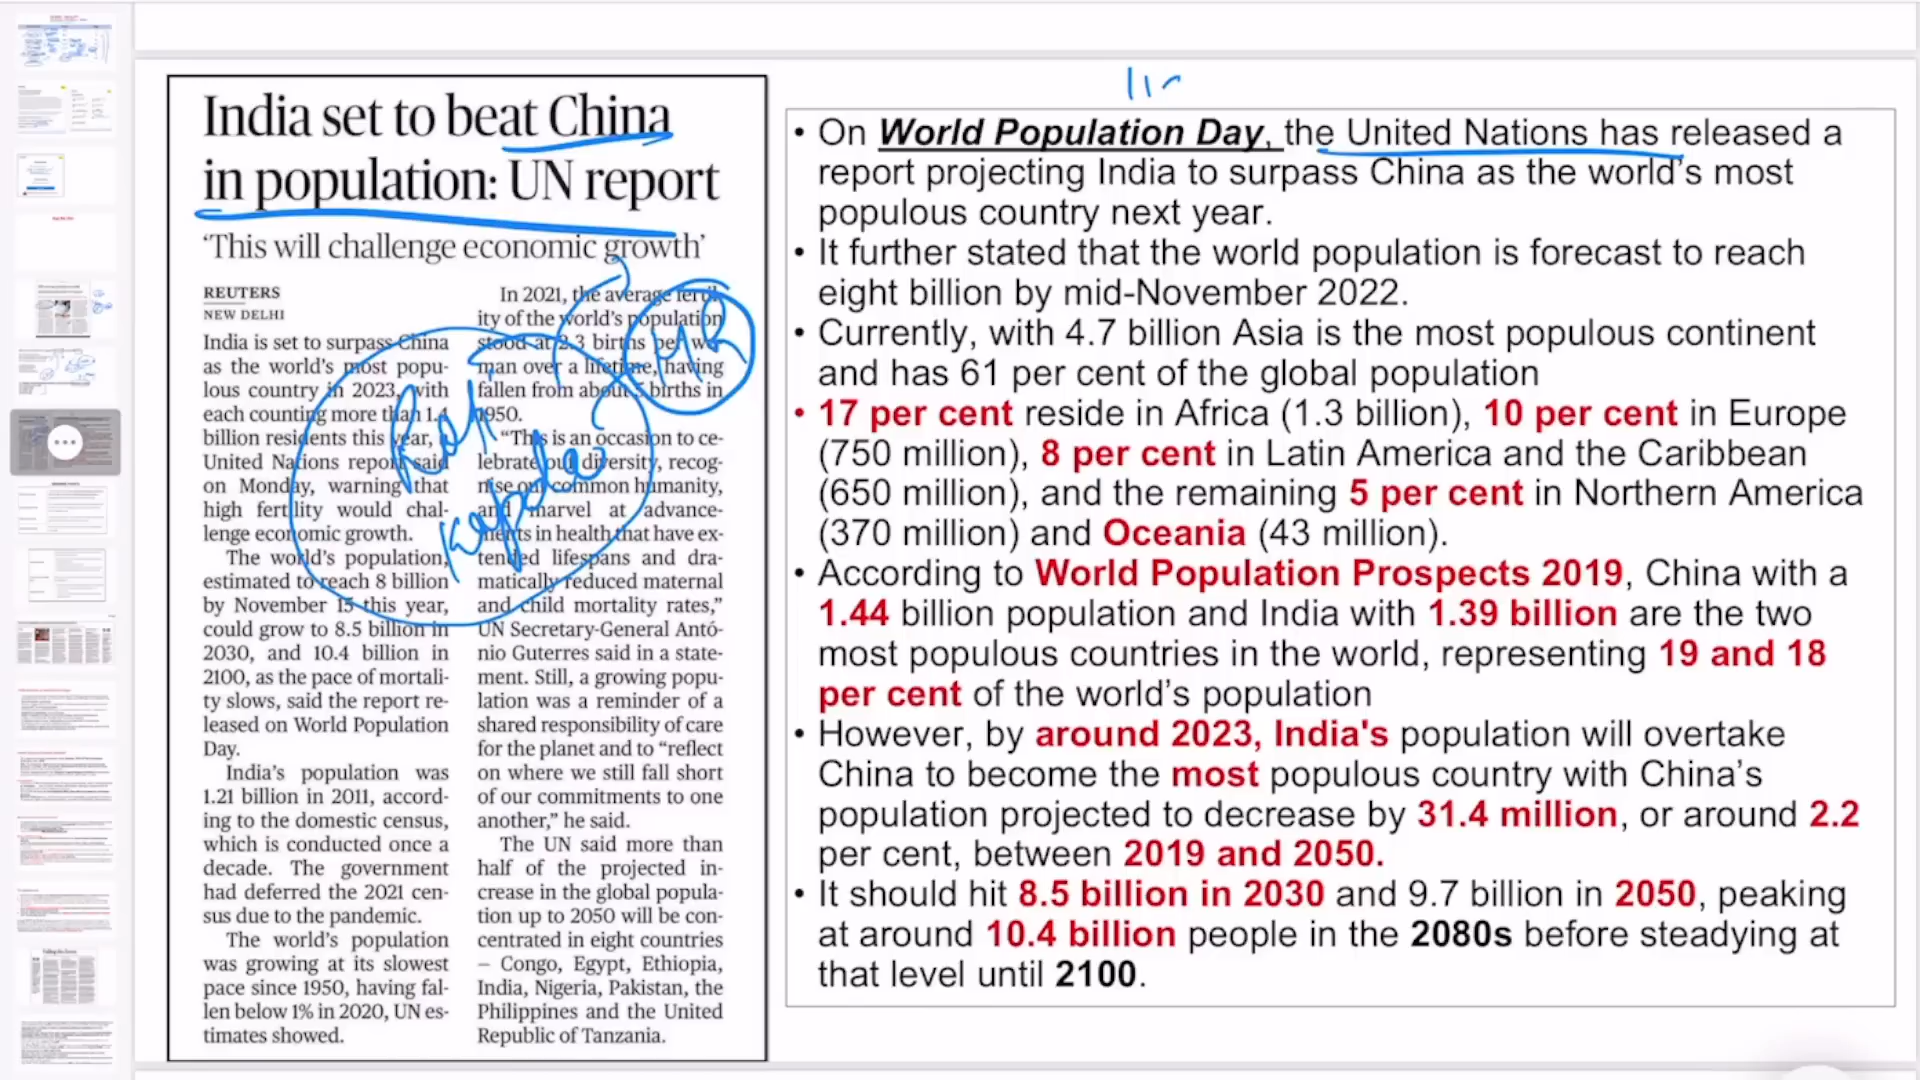 India set to beat China
in population: UN report
‘This will challenge economic growth’
REUTERS
NEW DELHI
India is set to surpass China
as the world’s most popu-
lous country in 2023, with
each counting more than 1.4
billion residents this year, a
United Nations report said
on Monday, warning that
high fertility would chal-
lenge economic growth.
The world’s population,
estimated to reach 8 billion
by November 15 this year,
could grow to 8.5 billion in
2030, and 10.4 billion in
2100, as the pace of mortali-
ty slows, said the report re-
leased on World Population
Day.
India’s population was
1.21 billion in 2011, accord-
ing to the domestic census,
which is conducted once a
decade. The government
had deferred the 2021 cen-
sus due to the pandemic.
The world’s population
was growing at its slowest
pace since 1950, having fal-
len below 1% in 2020, UN es-
timates showed.
In 2021, the average fertil-
ity of the world’s population
stood at 2.3 births per wo-
man over a lifetime, having
fallen from about 5 births in
1950.
“This is an occasion to ce-
lebrate our diversity, recog-
nise our common humanity,
and marvel at advance-
ments in health that have ex-
tended lifespans and dra-
matically reduced maternal
and child mortality rates,”
UN Secretary-General Antó-
nio Guterres said in a state-
ment. Still, a growing popu-
lation was a reminder of a
shared responsibility of care
for the planet and to “reflect
on where we still fall short
of our commitments to one
another,” he said.
The UN said more than
half of the projected in-
crease in the global popula-
tion up to 2050 will be con-
centrated in eight countries
– Congo, Egypt, Ethiopia,
India, Nigeria, Pakistan, the
Philippines and the United
Republic of Tanzania.
• On World Population Day, the United Nations has released a
report projecting India to surpass China as the world’s most
populous country next year.
• It further stated that the world population is forecast to reach
eight billion by mid-November 2022.
• Currently, with 4.7 billion Asia is the most populous continent
and has 61 per cent of the global population
• 17 per cent reside in Africa (1.3 billion), 10 per cent in Europe
(750 million), 8 per cent in Latin America and the Caribbean
(650 million), and the remaining 5 per cent in Northern America
(370 million) and Oceania (43 million).
• According to World Population Prospects 2019, China with a
1.44 billion population and India with 1.39 billion are the two
most populous countries in the world, representing 19 and 18
per cent of the world’s population
• However, by around 2023, India's population will overtake
China to become the most populous country with China’s
population projected to decrease by 31.4 million, or around 2.2
per cent, between 2019 and 2050.
• It should hit 8.5 billion in 2030 and 9.7 billion in 2050, peaking
at around 10.4 billion people in the 2080s before steadying at
that level until 2100.